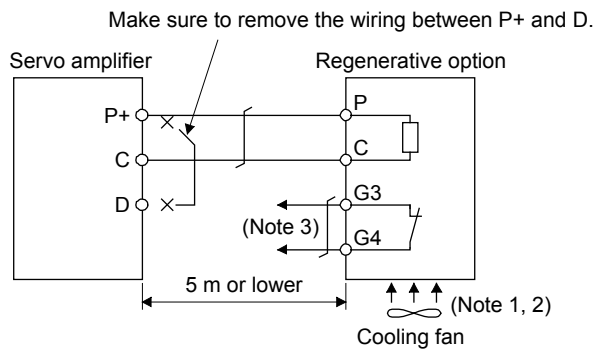 Make sure to remove the wiring between P+ and D.
Servo amplifier
Regenerative option
P+
P
C
C
D
G3
(Note 3)
G4
5 m or lower
(Note 1, 2)
Cooling fan